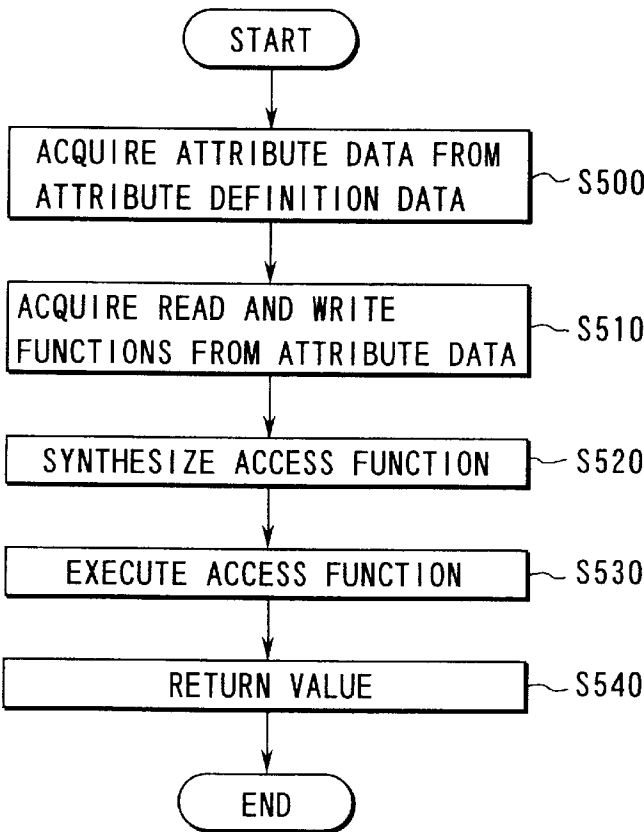 START
ACQUIRE ATTRIBUTE DATA FROM
ATTRIBUTE DEFINITION DATA
S500
ACQUIRE READ AND WRITE
FUNCTIONS FROM ATTRIBUTE DATA
S510
SYNTHESIZE ACCESS FUNCTION
S520
EXECUTE ACCESS FUNCTION
S530
RETURN VALUE
S540
END